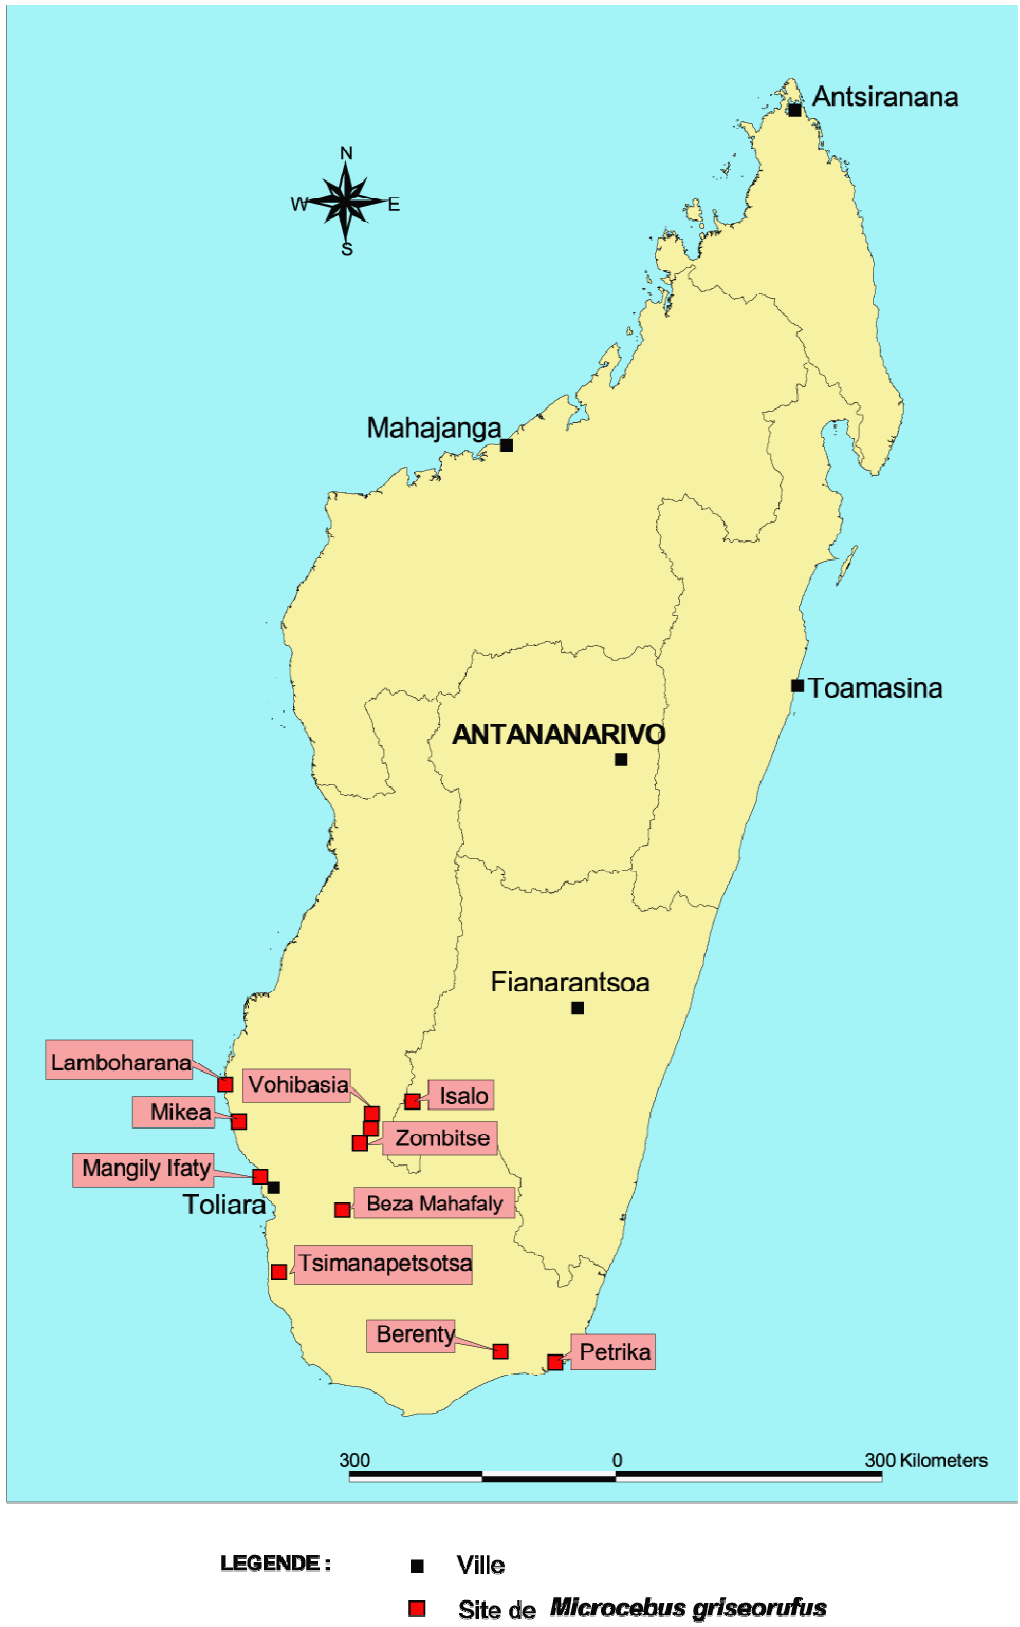 Antsiranana
N
W E
S
Mahajanga
Toamasina
ANTANANARIVO
Fianarantsoa
Lamboharana
Vohibasia
Isalo
Mikea
Zombitse
Mangily Ifaty
Toliara
Beza Mahafaly
Tsimanapetsotsa
Berenty
Petrika
300 0 300 Kilometers
LEGENDE :
Ville
Site de Microcebus griseorufus